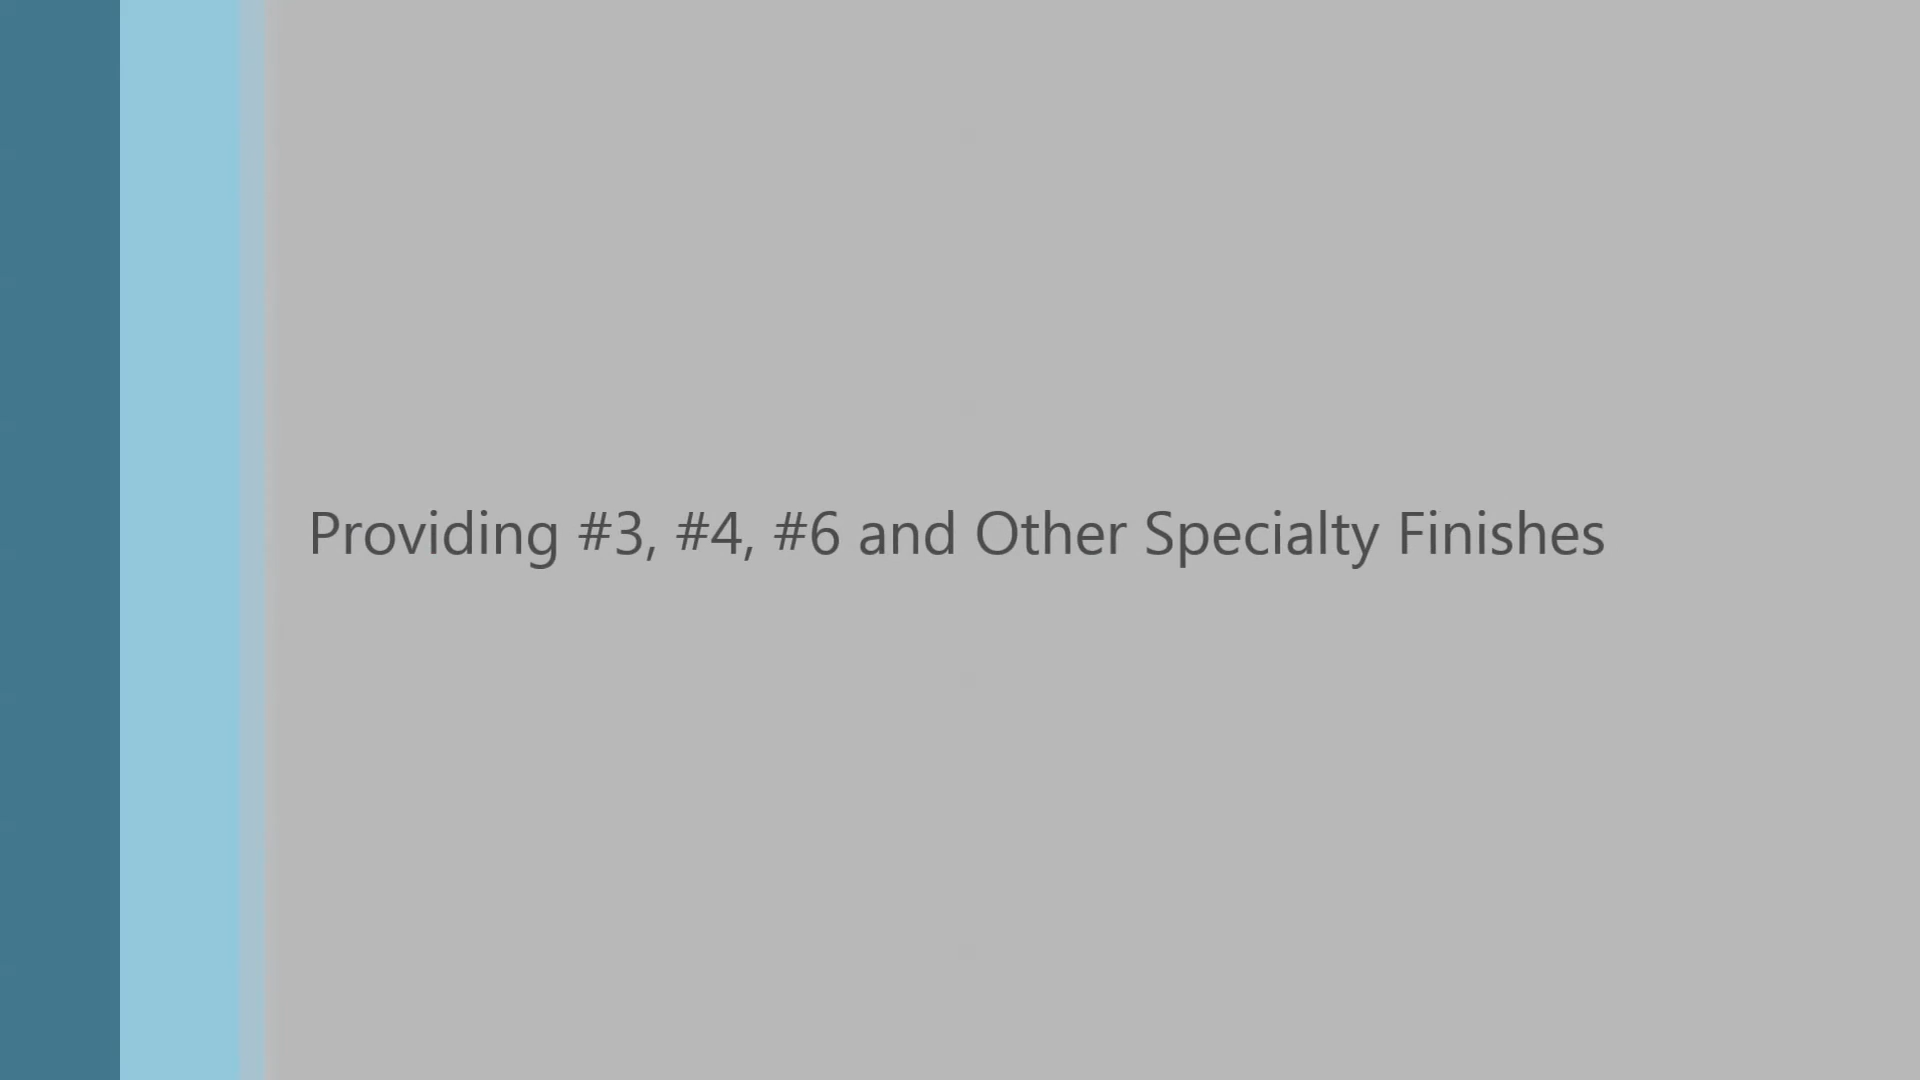 Providing #3, #4, #6 and Other Specialty Finishes